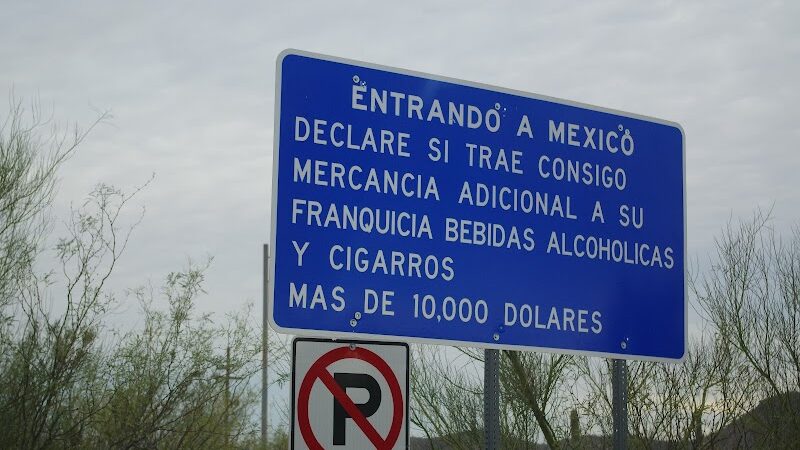 ENTRANDO A MEXICO
DECLARE SI TRAE CONSIGO
MERCANCIA ADICIONAL A SU
FRANQUICIA BEBIDAS ALCOHOLICAS
Y CIGARROS
MAS DE 10,000 DOLARES
P